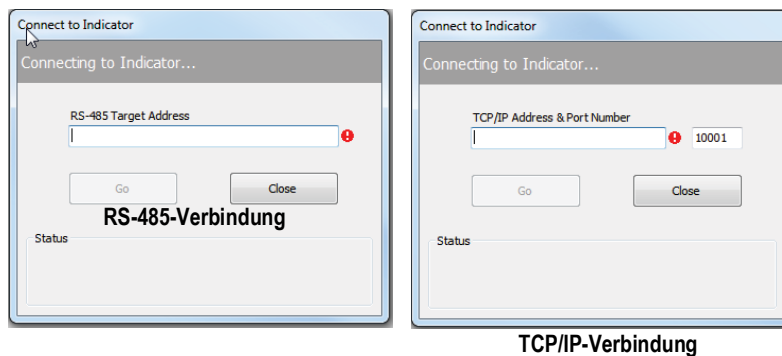 Connect to Indicator
Connecting to Indicator...
RS-485 Target Address
Go
Close
RS-485-Verbindung
Status
Connect to Indicator
Connecting to Indicator...
TCP/IP Address & Port Number
10001
Go
Close
Status
TCP/IP-Verbindung